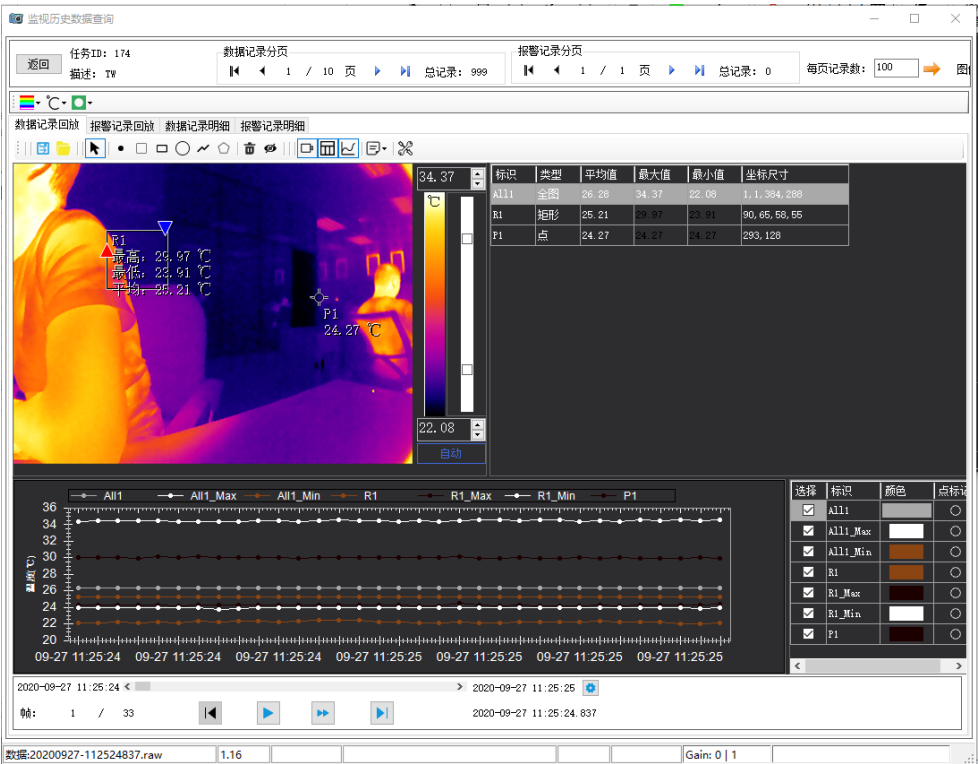 监视历史数据查询
返回
任务ID: 174
描述: TW
数据记录分页
1 / 10 页 总记录: 999
报警记录分页
1 / 1 页 总记录: 0
每页记录数: 100
℃
数据记录回放 报警记录回放 数据记录明细 报警记录明细
34.37
℃
22.08
自动
R1
最高: 29.97 ℃
最低: 23.91 ℃
平均: 25.21 ℃
P1
24.27 ℃
标识 类型 平均值 最大值 最小值 坐标尺寸
All1 全图 26.28 34.37 22.08 1,1,384,288
R1 矩形 25.21 29.97 23.91 90,65,58,55
P1 点 24.27 24.27 24.27 293,128
All1 All1_Max All1_Min R1 R1_Max R1_Min P1
温度(℃)
36
34
32
30
28
26
24
22
20
09-27 11:25:24 09-27 11:25:24 09-27 11:25:24 09-27 11:25:24 09-27 11:25:25 09-27 11:25:25 09-27 11:25:25
选择 标识 颜色 点标
All1
All1_Max
All1_Min
R1
R1_Max
R1_Min
P1
2020-09-27 11:25:24 2020-09-27 11:25:25
帧: 1 / 33 2020-09-27 11:25:24.837
数据:20200927-112524837.raw 1.16 Gain: 0 | 1